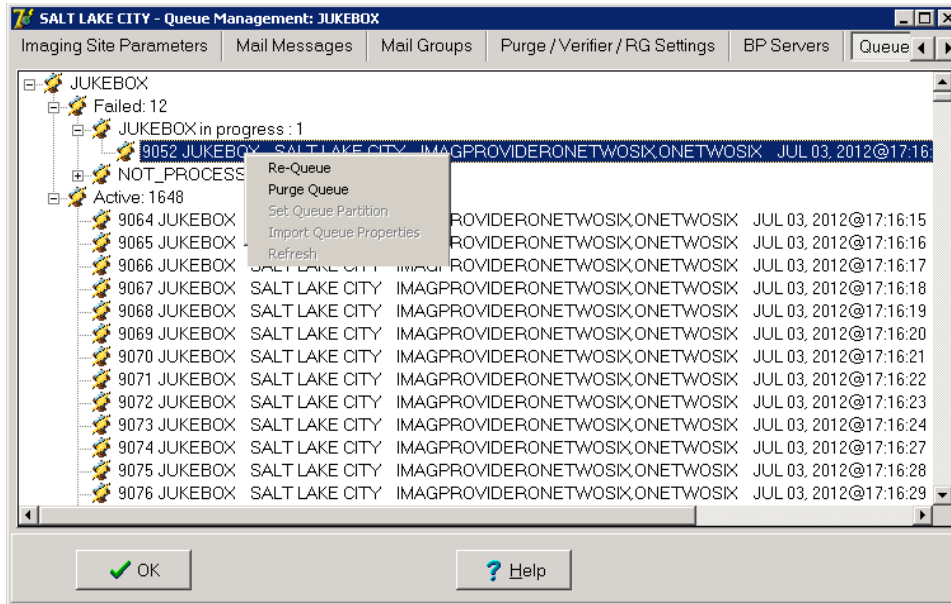 SALT LAKE CITY - Queue Management: JUKEBOX
Imaging Site Parameters Mail Messages Mail Groups Purge / Verifier / RG Settings BP Servers Queue
JUKEBOX
Failed: 12
JUKEBOX in progress : 1
9052 JUKEBOX SALT LAKE CITY IMAGPROVIDERONETWOSIX,ONETWOSIX JUL 03, 2012@17:16:
NOT_PROCESS
Active: 1648
Re-Queue
Purge Queue
Set Queue Partition
Import Queue Properties
Refresh
9064 JUKEBOX ROVIDERONETWOSIX,ONETWOSIX JUL 03, 2012@17:16:15
9065 JUKEBOX ROVIDERONETWOSIX,ONETWOSIX JUL 03, 2012@17:16:16
9066 JUKEBOX SALT LAKE CITY IMAGPROVIDERONETWOSIX,ONETWOSIX JUL 03, 2012@17:16:17
9067 JUKEBOX SALT LAKE CITY IMAGPROVIDERONETWOSIX,ONETWOSIX JUL 03, 2012@17:16:18
9068 JUKEBOX SALT LAKE CITY IMAGPROVIDERONETWOSIX,ONETWOSIX JUL 03, 2012@17:16:19
9069 JUKEBOX SALT LAKE CITY IMAGPROVIDERONETWOSIX,ONETWOSIX JUL 03, 2012@17:16:20
9070 JUKEBOX SALT LAKE CITY IMAGPROVIDERONETWOSIX,ONETWOSIX JUL 03, 2012@17:16:21
9071 JUKEBOX SALT LAKE CITY IMAGPROVIDERONETWOSIX,ONETWOSIX JUL 03, 2012@17:16:22
9072 JUKEBOX SALT LAKE CITY IMAGPROVIDERONETWOSIX,ONETWOSIX JUL 03, 2012@17:16:23
9073 JUKEBOX SALT LAKE CITY IMAGPROVIDERONETWOSIX,ONETWOSIX JUL 03, 2012@17:16:24
9074 JUKEBOX SALT LAKE CITY IMAGPROVIDERONETWOSIX,ONETWOSIX JUL 03, 2012@17:16:27
9075 JUKEBOX SALT LAKE CITY IMAGPROVIDERONETWOSIX,ONETWOSIX JUL 03, 2012@17:16:28
9076 JUKEBOX SALT LAKE CITY IMAGPROVIDERONETWOSIX,ONETWOSIX JUL 03, 2012@17:16:29
OK
? Help